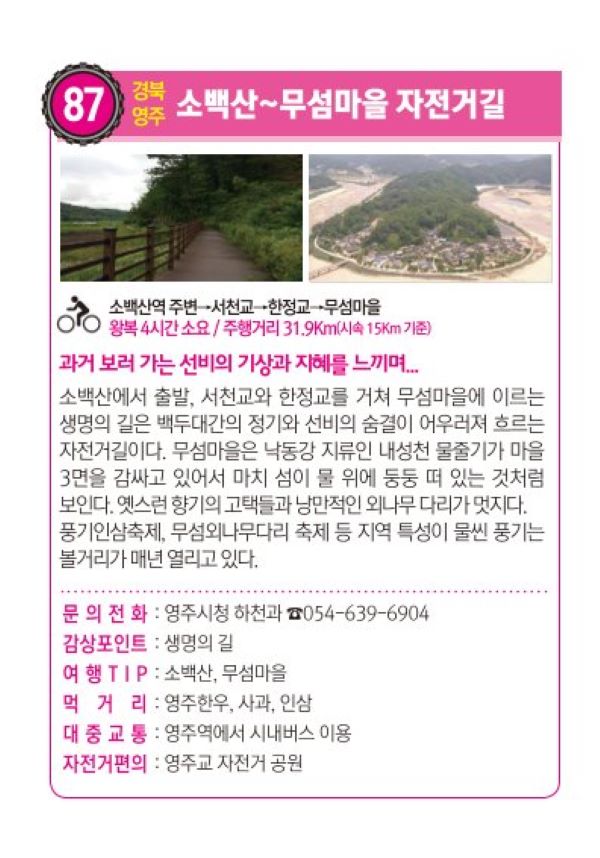 87 경북 영주 소백산~무섬마을 자전거길
소백산역 주변→서천교→한정교→무섬마을
왕복 4시간 소요 / 주행거리 31.9Km(시속 15Km 기준)
과거 보러 가는 선비의 기상과 지혜를 느끼며...
소백산에서 출발, 서천교와 한정교를 거쳐 무섬마을에 이르는
생명의 길은 백두대간의 정기와 선비의 숨결이 어우러져 흐르는
자전거길이다. 무섬마을은 낙동강 지류인 내성천 물줄기가 마을
3면을 감싸고 있어서 마치 섬이 물 위에 둥둥 떠 있는 것처럼
보인다. 옛스런 향기의 고택들과 낭만적인 외나무 다리가 멋지다.
풍기인삼축제, 무섬외나무다리 축제 등 지역 특성이 물씬 풍기는
볼거리가 매년 열리고 있다.
문의전화 : 영주시청 하천과 ☎054-639-6904
감상포인트 : 생명의 길
여행TIP : 소백산, 무섬마을
먹거리 : 영주한우, 사과, 인삼
대중교통 : 영주역에서 시내버스 이용
자전거편의 : 영주교 자전거 공원